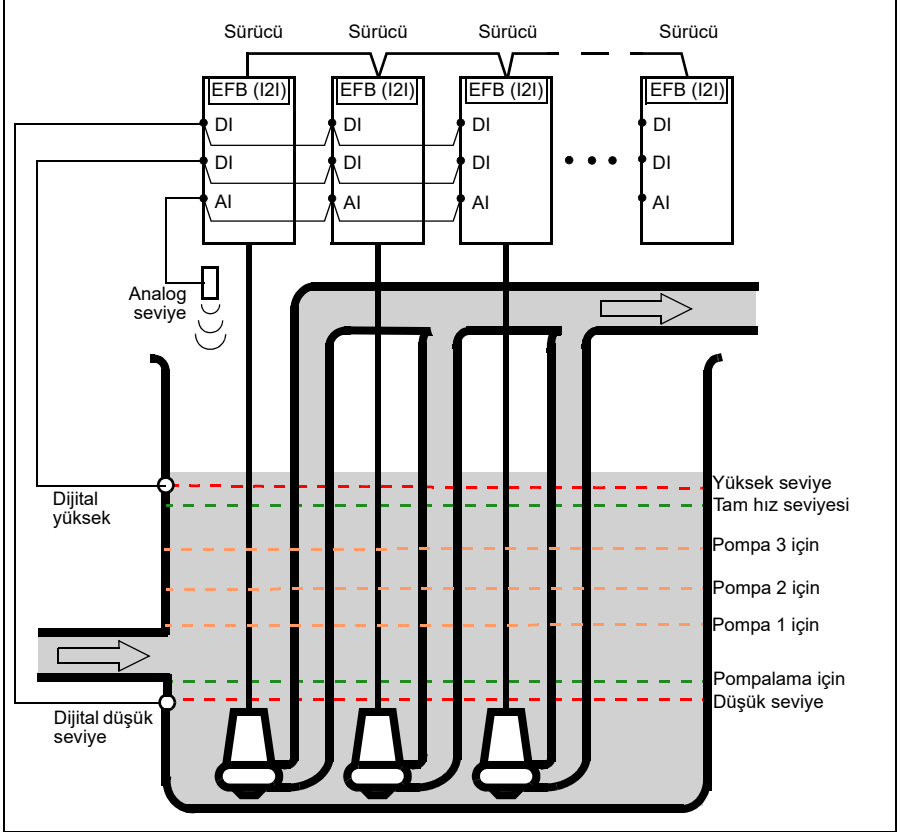 Sürücü Sürücü Sürücü Sürücü
EFB (I2I) EFB (I2I) EFB (I2I) EFB (I2I)
DI DI DI DI
DI DI DI DI
AI AI AI AI
Analog
seviye
Dijital
yüksek
Yüksek seviye
Tam hız seviyesi
Pompa 3 için
Pompa 2 için
Pompa 1 için
Pompalama için
Düşük seviye
Dijital düşük
seviye